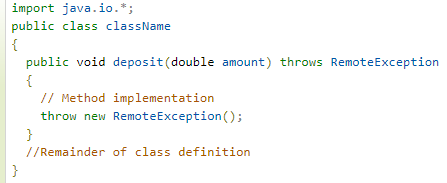 import java.io.*;
public class className
{
  public void deposit(double amount) throws RemoteException
  {
    // Method implementation
    throw new RemoteException();
  }
  //Remainder of class definition
}